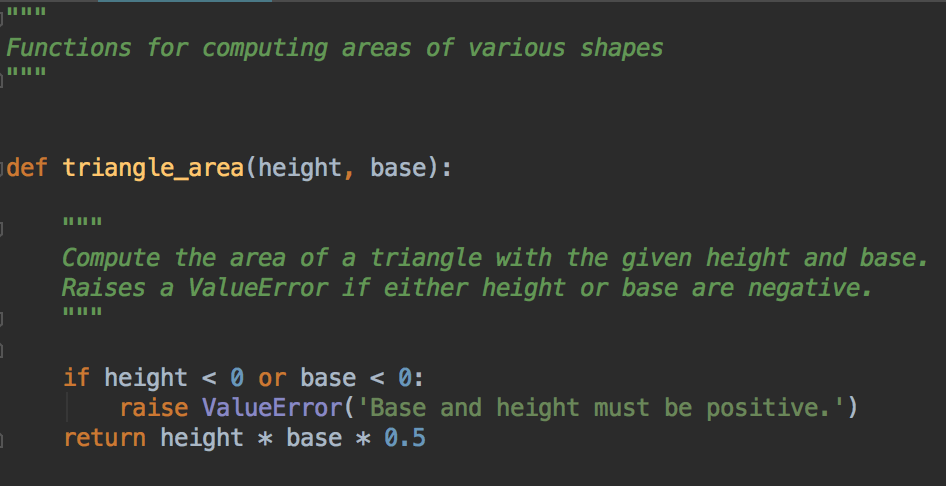 """
Functions for computing areas of various shapes
"""
def triangle_area(height, base):
    """
    Compute the area of a triangle with the given height and base.
    Raises a ValueError if either height or base are negative.
    """
    if height < 0 or base < 0:
        raise ValueError('Base and height must be positive.')
    return height * base * 0.5